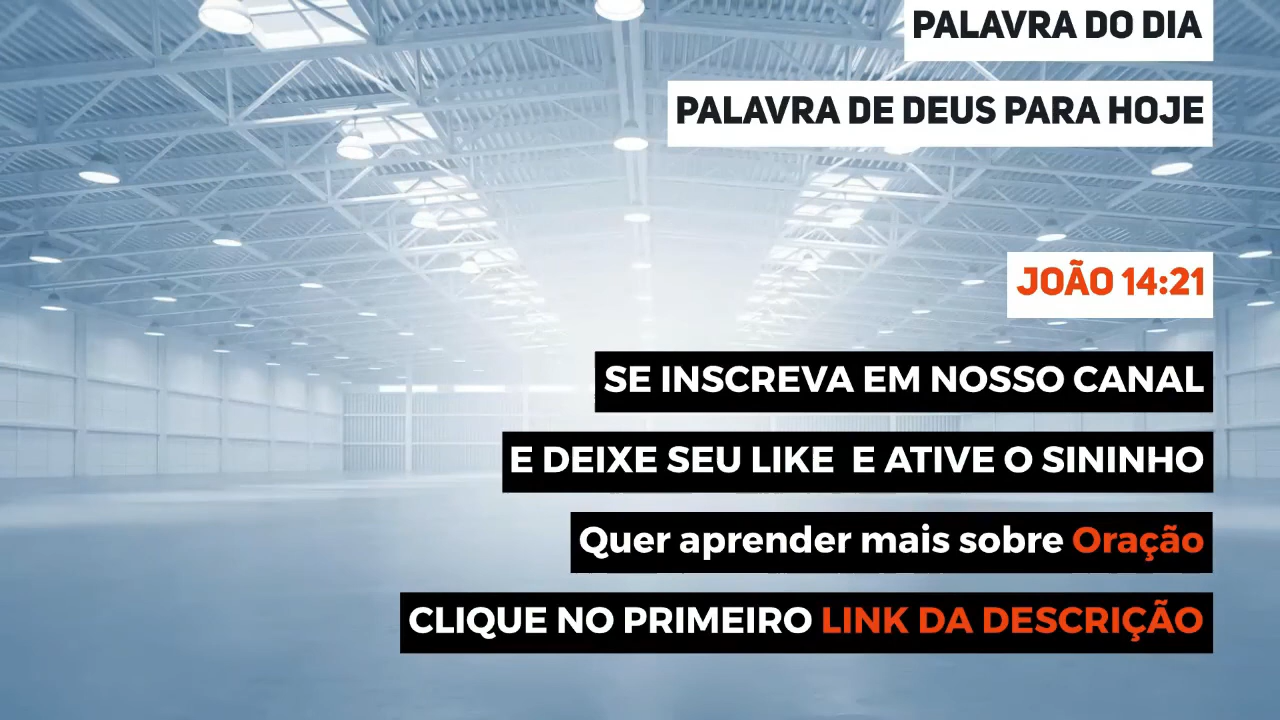 PALAVRA DO DIA
PALAVRA DE DEUS PARA HOJE
JOÃO 14:21
SE INSCREVA EM NOSSO CANAL
E DEIXE SEU LIKE E ATIVE O SININHO
Quer aprender mais sobre Oração
CLIQUE NO PRIMEIRO LINK DA DESCRIÇÃO